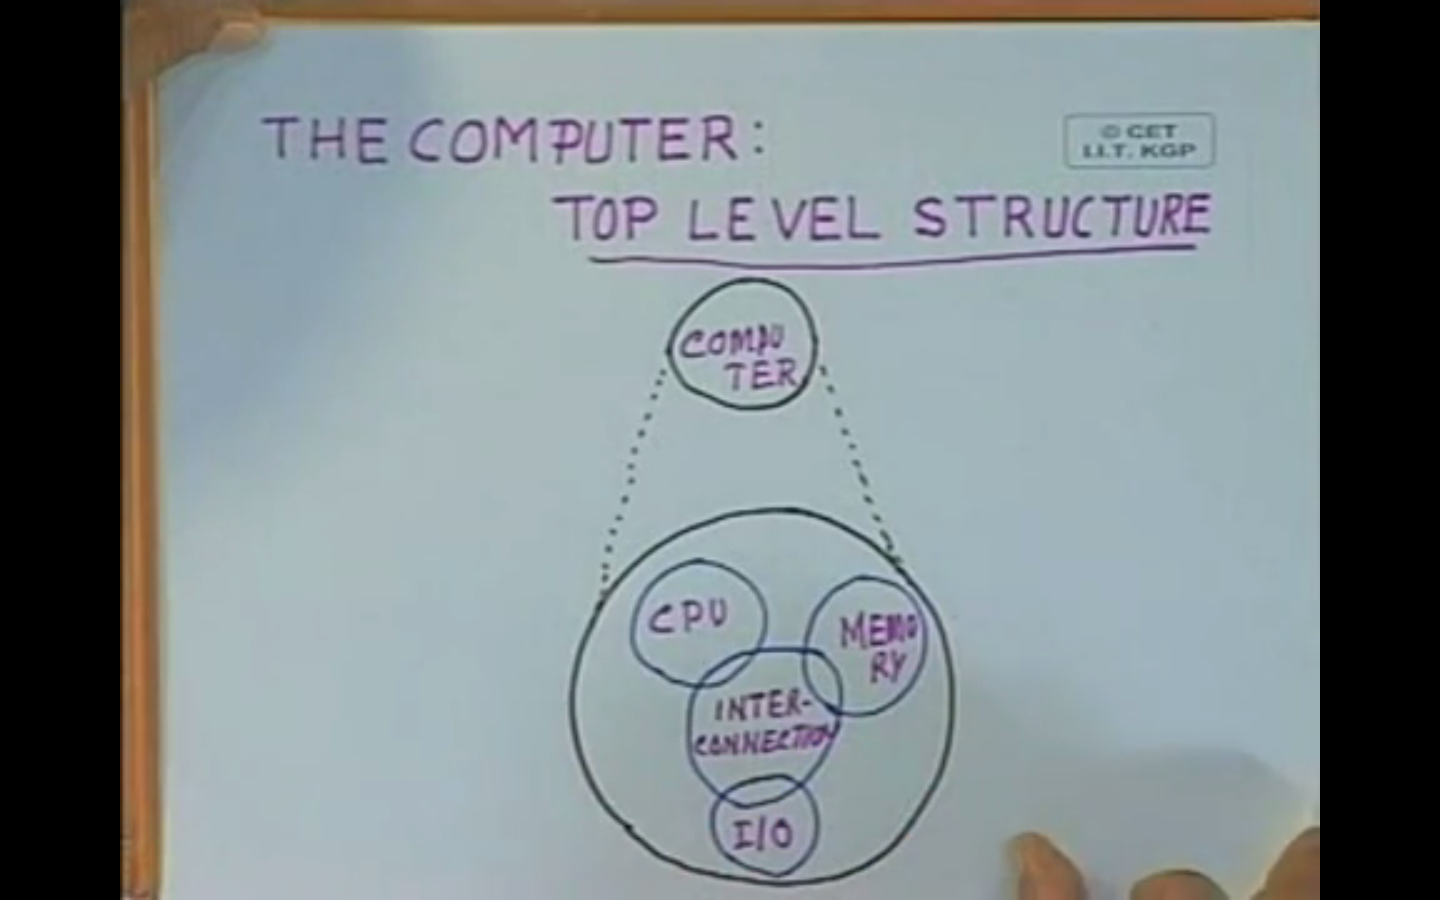 THE COMPUTER:
© CET
I.I.T. KGP
TOP LEVEL STRUCTURE
COMPU
TER
CPU
MEMO
RY
INTER-
CONNECTION
I/O